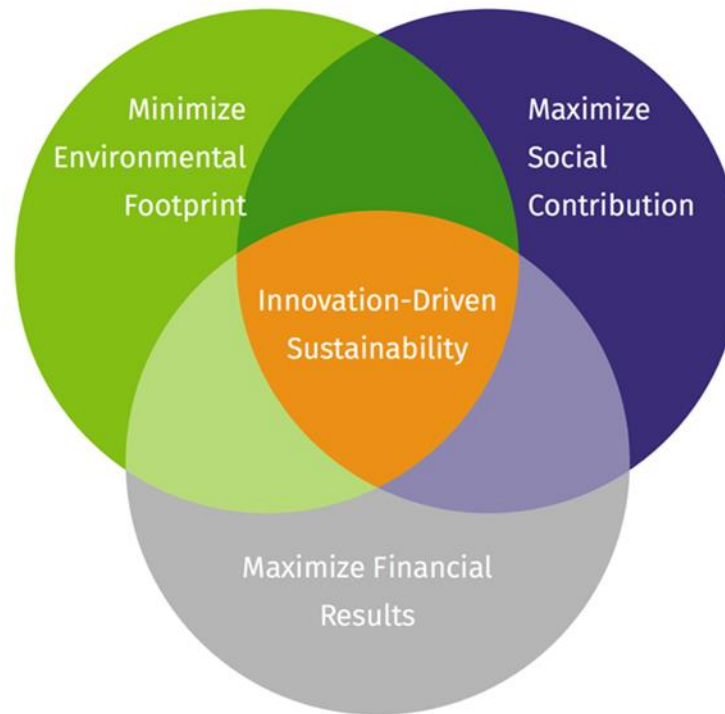 Minimize
Environmental
Footprint
Maximize
Social
Contribution
Innovation-Driven
Sustainability
Maximize Financial
Results